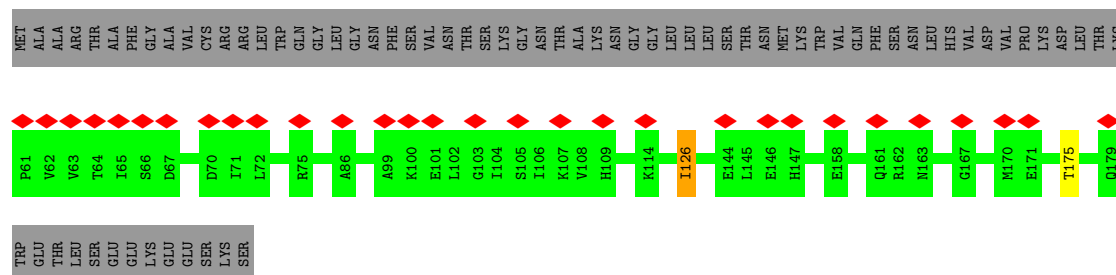 MET ALA ALA ARG THR ALA PHE GLY ALA VAL CYS ARG ARG LEU TRP GLN GLY LEU GLY ASN PHE SER VAL ASN THR SER LYS GLY ASN THR ALA LYS ASN GLY GLY LEU LEU LEU SER THR ASN MET LYS TRP VAL GLN PHE SER ASN LEU HIS VAL ASP VAL PRO LYS ASP LEU THR LYS
P61 V62 V63 T64 I65 S66 D67 D70 I71 L72 R75 A86 A99 K100 E101 L102 G103 I104 S105 I106 K107 V108 H109 K114 I126 E144 L145 E146 H147 E158 Q161 R162 N163 G167 M170 E171 T175 Q179
TRP GLU THR LEU SER GLU GLU LYS GLU GLU SER LYS SER